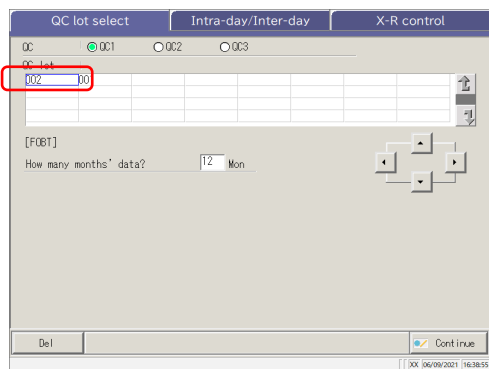 QC lot select Intra-day/Inter-day X-R control
QC QC1 QC2 QC3
QC lot
002 00
[FOBT]
How many months' data? 12 Mon
Del Continue
XX 06/09/2021 16:38:55